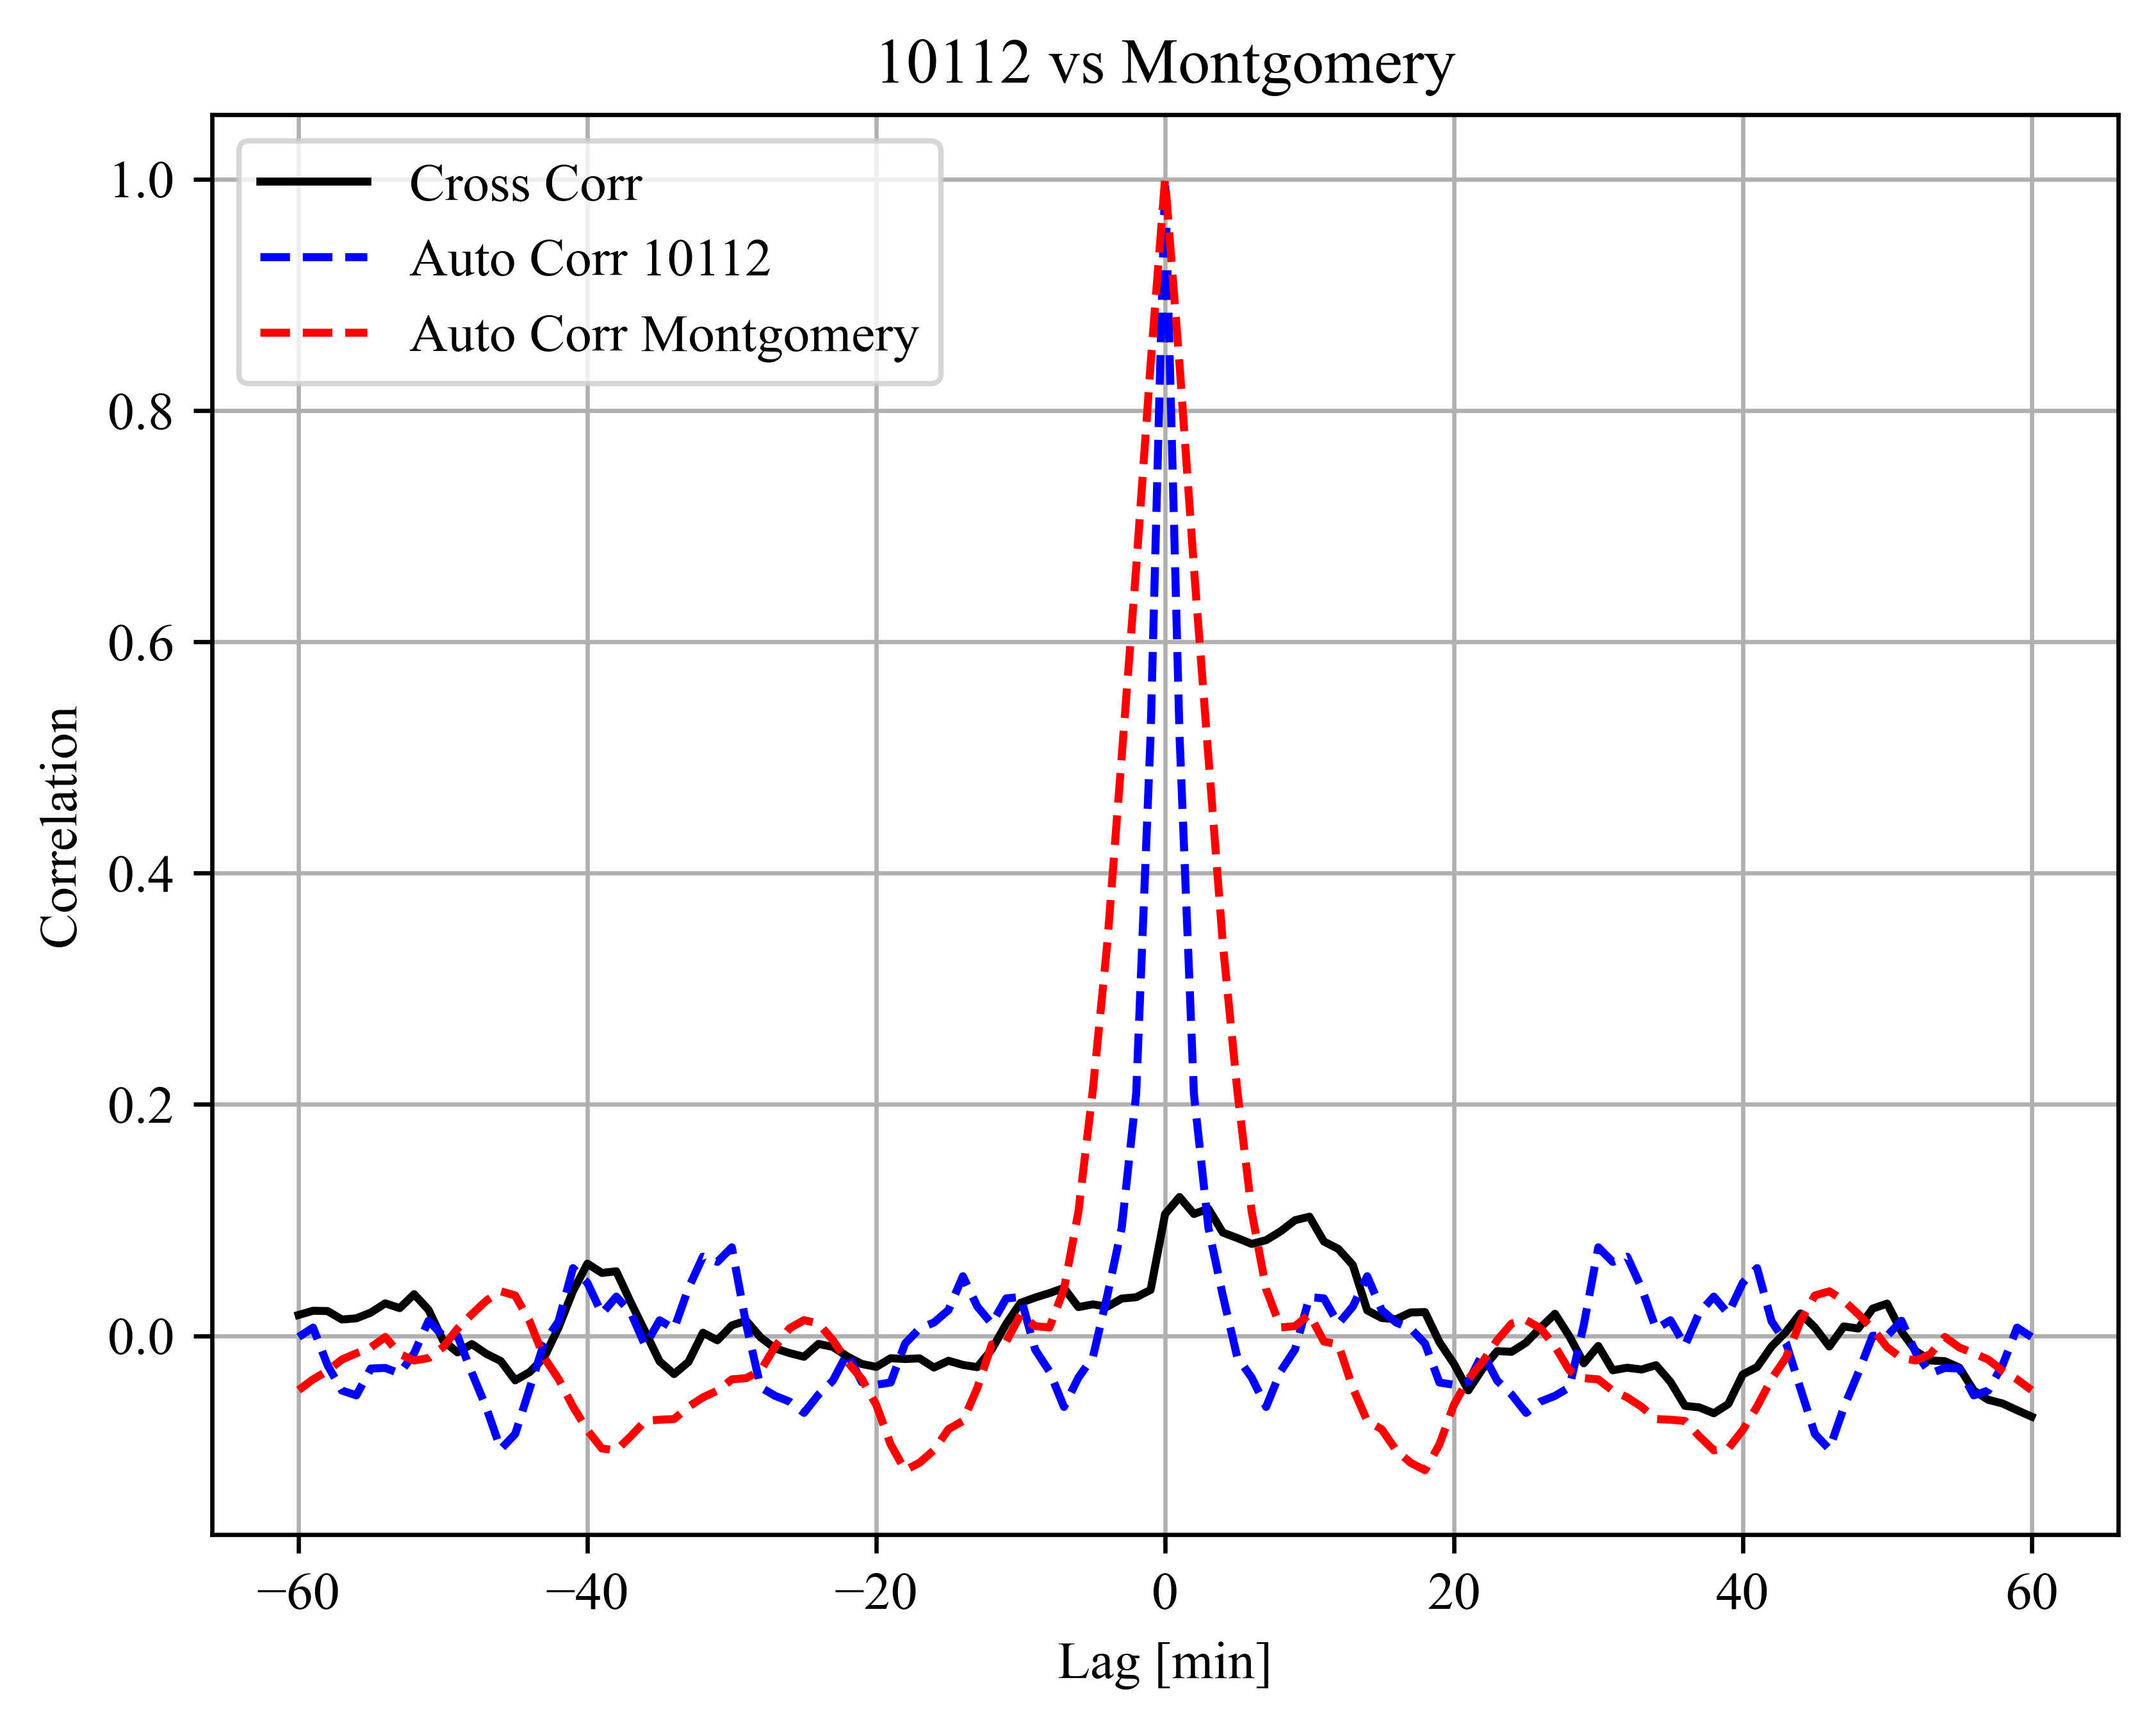 10112 vs Montgomery
Cross Corr
Auto Corr 10112
Auto Corr Montgomery
1.0
0.8
0.6
0.4
0.2
0.0
Correlation
−60 −40 −20 0 20 40 60
Lag [min]